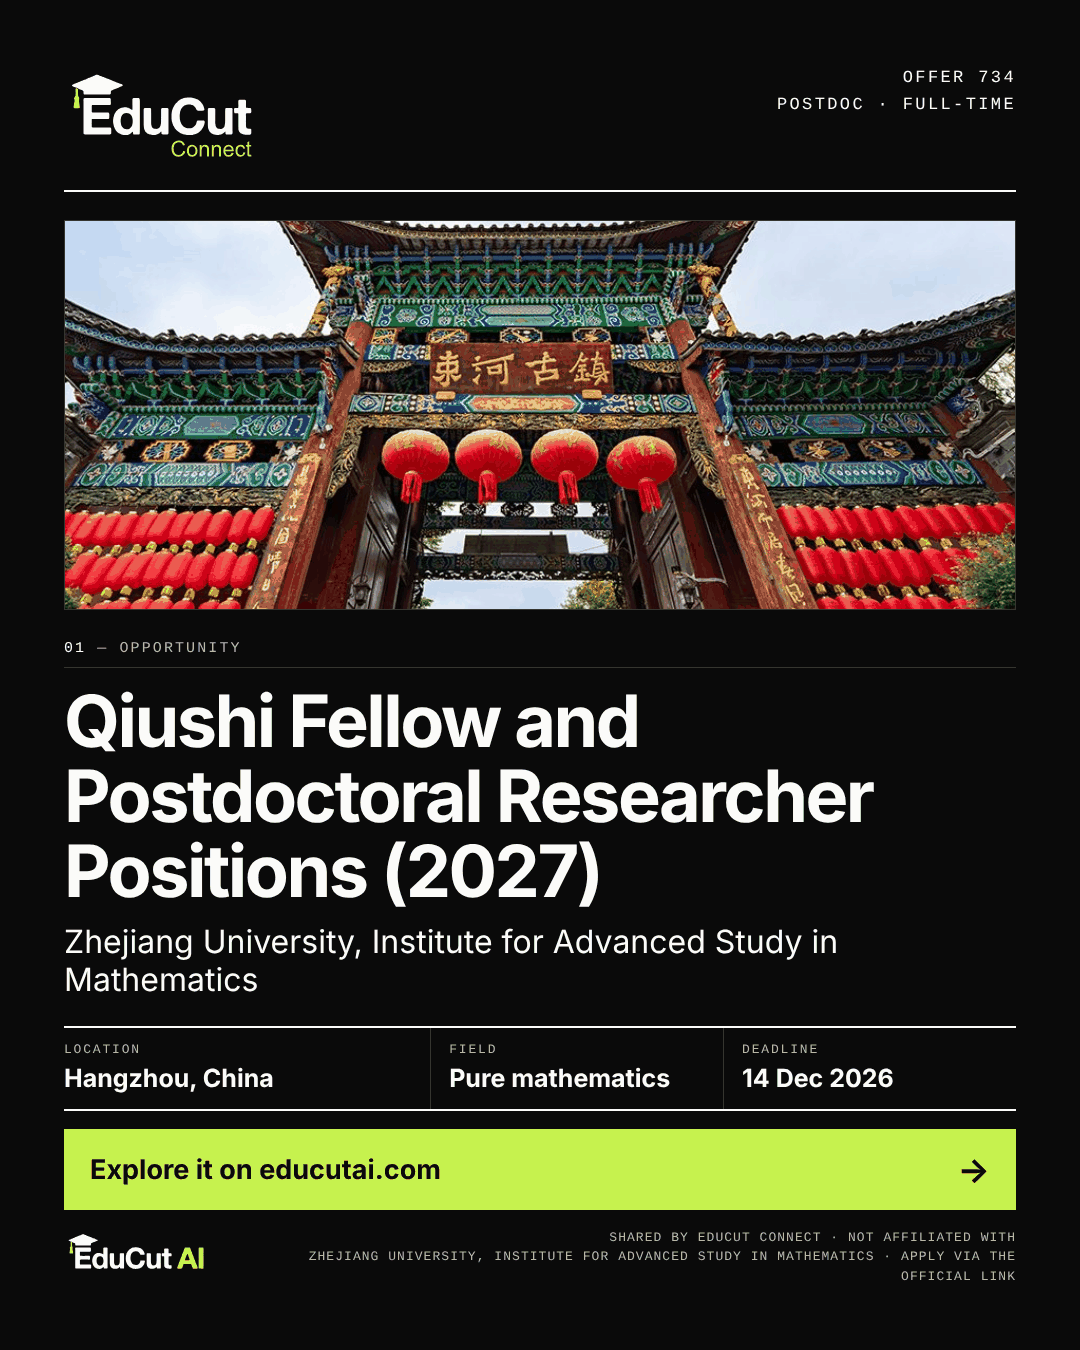 EduCut
Connect
OFFER 734
POSTDOC · FULL-TIME
束河古鎮
01 — OPPORTUNITY
Qiushi Fellow and
Postdoctoral Researcher
Positions (2027)
Zhejiang University, Institute for Advanced Study in
Mathematics
LOCATION
Hangzhou, China
FIELD
Pure mathematics
DEADLINE
14 Dec 2026
Explore it on educutai.com →
EduCut AI
SHARED BY EDUCUT CONNECT · NOT AFFILIATED WITH
ZHEJIANG UNIVERSITY, INSTITUTE FOR ADVANCED STUDY IN MATHEMATICS · APPLY VIA THE
OFFICIAL LINK